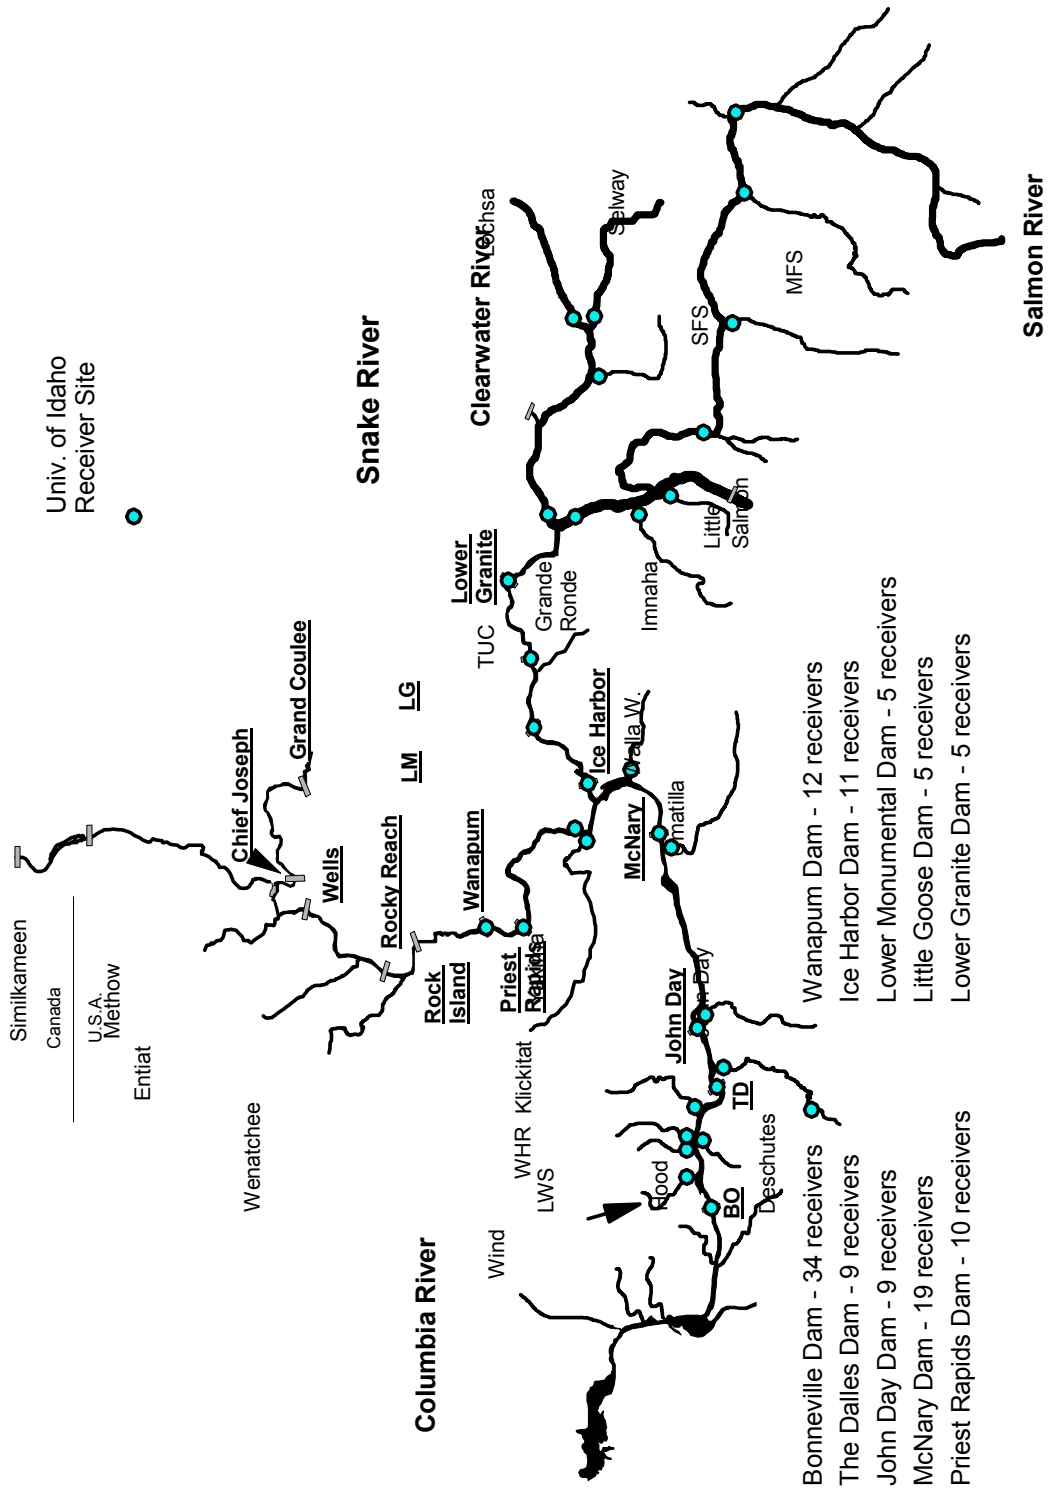 Similkameen
Canada
U.S.A.
Methow
Entiat
Wenatchee
Chief Joseph
Grand Coulee
Wells
Rocky Reach
Rock
Island
Wanapum
Priest
Rapids
Yakima
Univ. of Idaho
Receiver Site
Snake River
LM
LG
Lower
Granite
TUC
Clearwater River
Lochsa
Selway
Grande
Ronde
Imnaha
Little
Salmon
SFS
MFS
Salmon River
Ice Harbor
Walla W.
McNary
Umatilla
John Day
John Day
TD
Deschutes
BO
Hood
Klickitat
WHR
LWS
Wind
Columbia River
Bonneville Dam - 34 receivers
The Dalles Dam - 9 receivers
John Day Dam - 9 receivers
McNary Dam - 19 receivers
Priest Rapids Dam - 10 receivers
Wanapum Dam - 12 receivers
Ice Harbor Dam - 11 receivers
Lower Monumental Dam - 5 receivers
Little Goose Dam - 5 receivers
Lower Granite Dam - 5 receivers